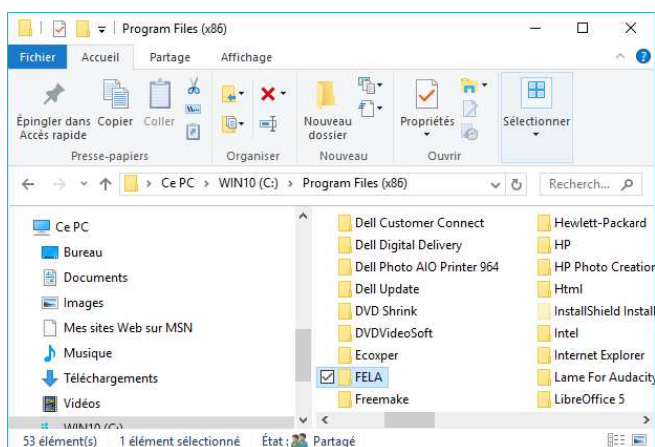 Program Files (x86)
Fichier Accueil Partage Affichage
Épingler dans Accès rapide
Copier
Coller
Nouveau dossier
Propriétés
Sélectionner
Presse-papiers Organiser Nouveau Ouvrir
Ce PC > WIN10 (C:) > Program Files (x86)
Recherch...
Ce PC
Bureau
Documents
Images
Mes sites Web sur MSN
Musique
Téléchargements
Vidéos
WIN10 (C:)
Dell Customer Connect
Dell Digital Delivery
Dell Photo AIO Printer 964
Dell Update
DVD Shrink
DVDVideoSoft
Ecoxper
FELA
Freemake
Hewlett-Packard
HP
HP Photo Creation
Html
InstallShield Install
Intel
Internet Explorer
Lame For Audacity
LibreOffice 5
53 élément(s) 1 élément sélectionné État : Partagé